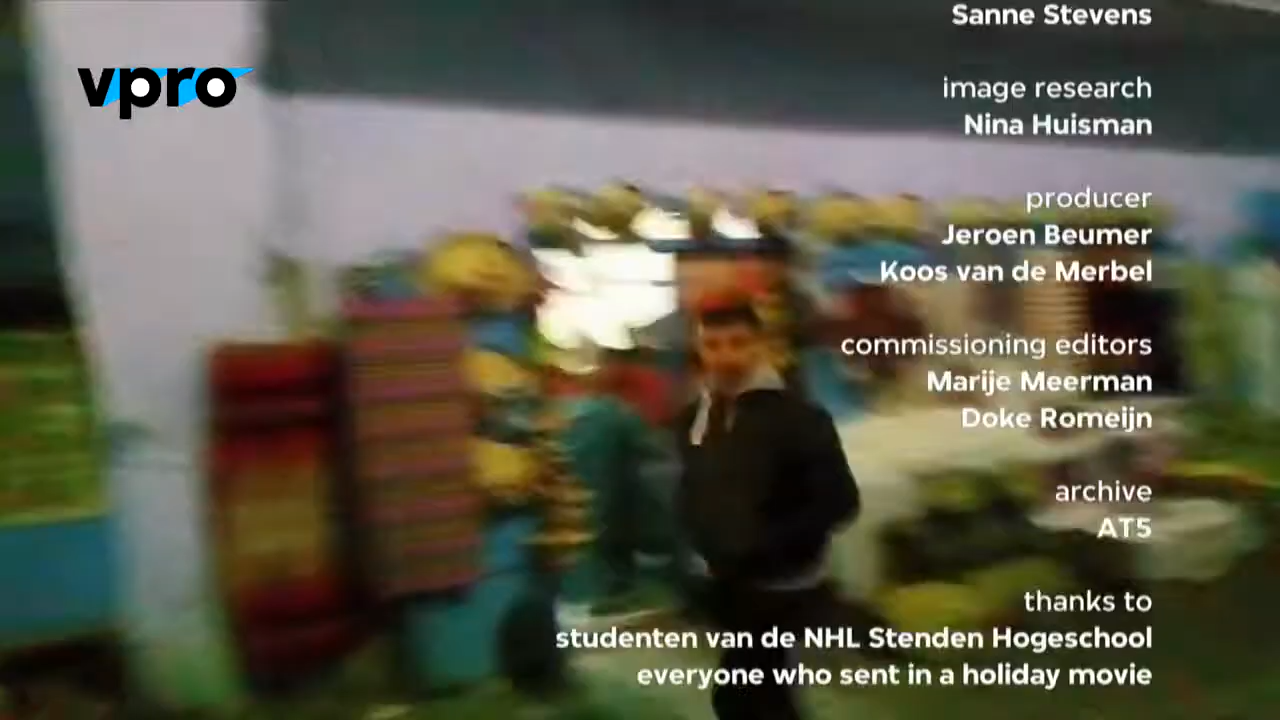 vpro
Sanne Stevens
image research
Nina Huisman
producer
Jeroen Beumer
Koos van de Merbel
commissioning editors
Marije Meerman
Doke Romeijn
archive
AT5
thanks to
studenten van de NHL Stenden Hogeschool
everyone who sent in a holiday movie